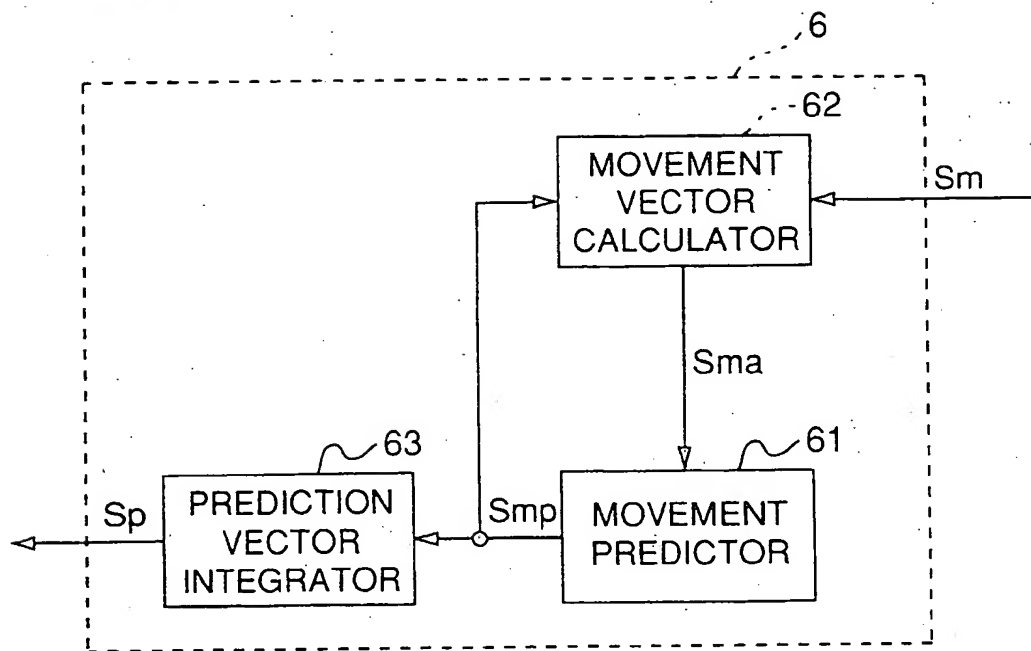 6
62
MOVEMENT
VECTOR
CALCULATOR
Sm
Sma
63
61
PREDICTION
VECTOR
INTEGRATOR
Sp
Smp
MOVEMENT
PREDICTOR